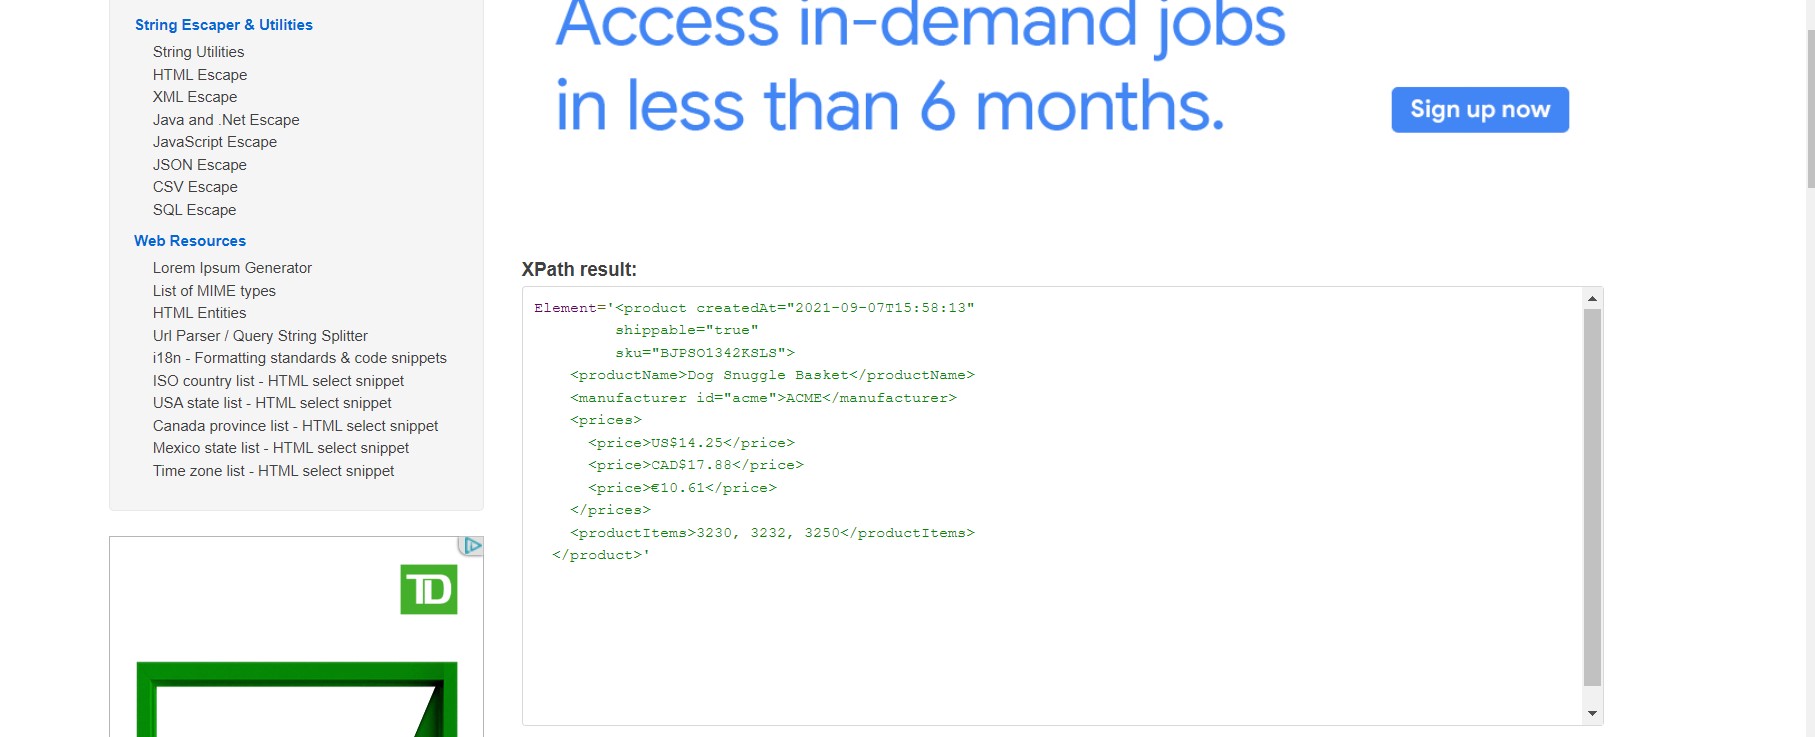 String Escaper & Utilities
String Utilities
HTML Escape
XML Escape
Java and .Net Escape
JavaScript Escape
JSON Escape
CSV Escape
SQL Escape
Web Resources
Lorem Ipsum Generator
List of MIME types
HTML Entities
Url Parser / Query String Splitter
i18n - Formatting standards & code snippets
ISO country list - HTML select snippet
USA state list - HTML select snippet
Canada province list - HTML select snippet
Mexico state list - HTML select snippet
Time zone list - HTML select snippet
TD
Access in-demand jobs
in less than 6 months.
Sign up now
XPath result:
Element='<product createdAt="2021-09-07T15:58:13"
shippable="true"
sku="BJPSO1342KSLS">
<productName>Dog Snuggle Basket</productName>
<manufacturer id="acme">ACME</manufacturer>
<prices>
<price>US$14.25</price>
<price>CAD$17.88</price>
<price>€10.61</price>
</prices>
<productItems>3230, 3232, 3250</productItems>
</product>'